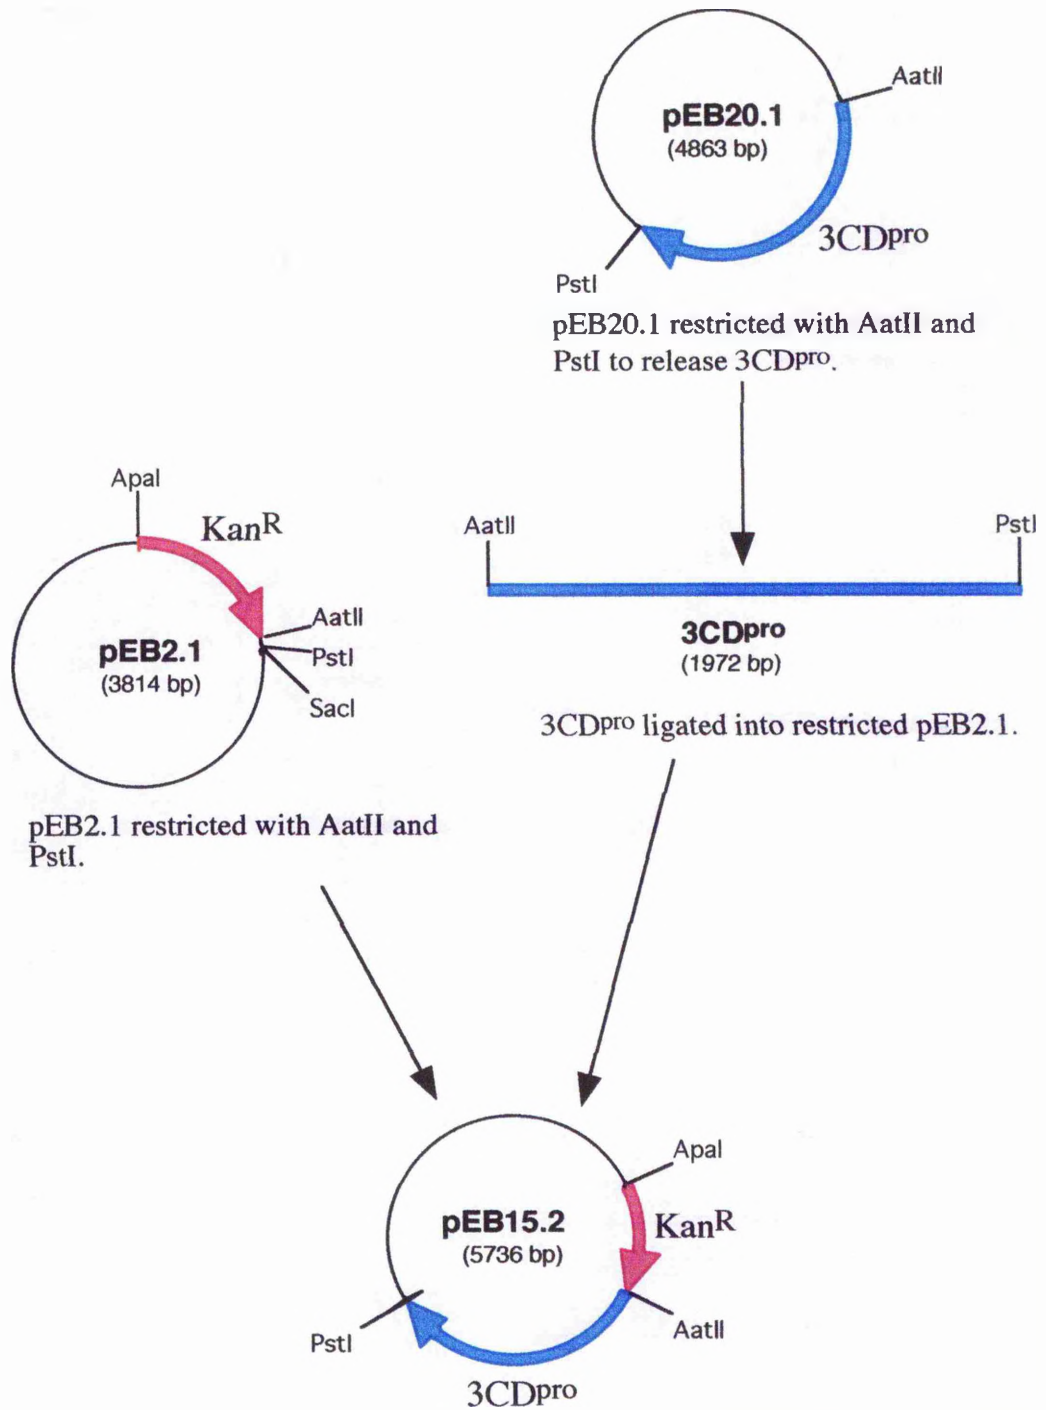 AatII
pEB20.1
(4863 bp)
3CDpro
PstI
pEB20.1 restricted with AatII and
PstI to release 3CDpro.
ApaI
KanR
AatII
PstI
AatII
PstI
SacI
pEB2.1
(3814 bp)
3CDpro
(1972 bp)
3CDpro ligated into restricted pEB2.1.
pEB2.1 restricted with AatII and
PstI.
ApaI
pEB15.2
(5736 bp)
KanR
PstI
AatII
3CDpro